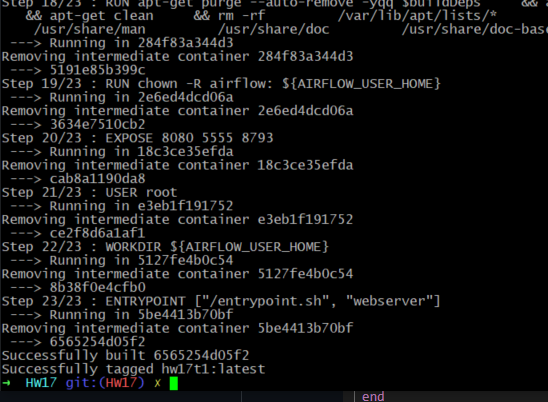 Step 18/23 : RUN apt-get purge --auto-remove -yqq $buildDeps && a
&& apt-get clean && rm -rf /var/lib/apt/lists/*
/usr/share/man /usr/share/doc /usr/share/doc-base
---> Running in 284f83a344d3
Removing intermediate container 284f83a344d3
---> 5191e85b399c
Step 19/23 : RUN chown -R airflow: ${AIRFLOW_USER_HOME}
---> Running in 2e6ed4dcd06a
Removing intermediate container 2e6ed4dcd06a
---> 3634e7510cb2
Step 20/23 : EXPOSE 8080 5555 8793
---> Running in 18c3ce35efda
Removing intermediate container 18c3ce35efda
---> cab8a1190da8
Step 21/23 : USER root
---> Running in e3eb1f191752
Removing intermediate container e3eb1f191752
---> ce2f8d6a1af1
Step 22/23 : WORKDIR ${AIRFLOW_USER_HOME}
---> Running in 5127fe4b0c54
Removing intermediate container 5127fe4b0c54
---> 8b38f0e4cfb0
Step 23/23 : ENTRYPOINT ["/entrypoint.sh", "webserver"]
---> Running in 5be4413b70bf
Removing intermediate container 5be4413b70bf
---> 6565254d05f2
Successfully built 6565254d05f2
Successfully tagged hw17t1:latest
→ HW17 git:(HW17) ✗
end